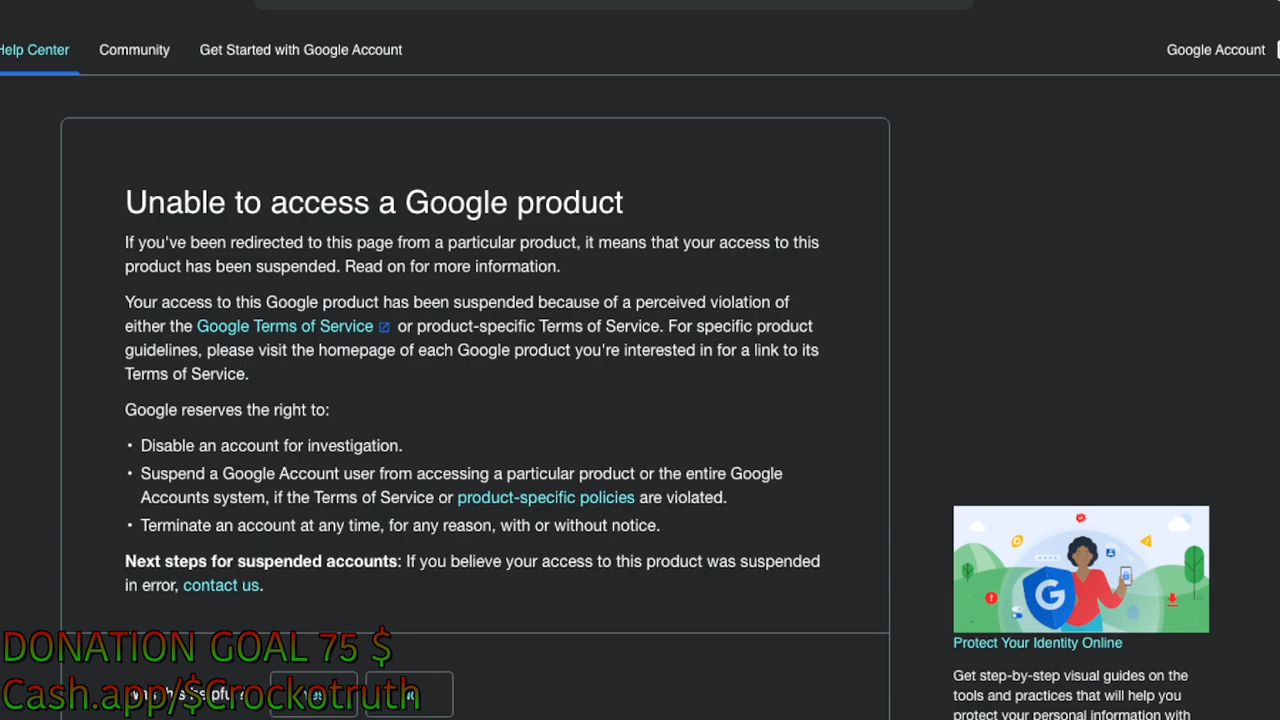 Help Center
Community
Get Started with Google Account
Google Account
Unable to access a Google product
If you've been redirected to this page from a particular product, it means that your access to this
product has been suspended. Read on for more information.
Your access to this Google product has been suspended because of a perceived violation of
either the Google Terms of Service or product-specific Terms of Service. For specific product
guidelines, please visit the homepage of each Google product you're interested in for a link to its
Terms of Service.
Google reserves the right to:
• Disable an account for investigation.
• Suspend a Google Account user from accessing a particular product or the entire Google
Accounts system, if the Terms of Service or product-specific policies are violated.
• Terminate an account at any time, for any reason, with or without notice.
Next steps for suspended accounts: If you believe your access to this product was suspended
in error, contact us.
DONATION GOAL 75 $
Cash.app/$Crockotruth
G
Protect Your Identity Online
Get step-by-step visual guides on the
tools and practices that will help you
protect your personal information with